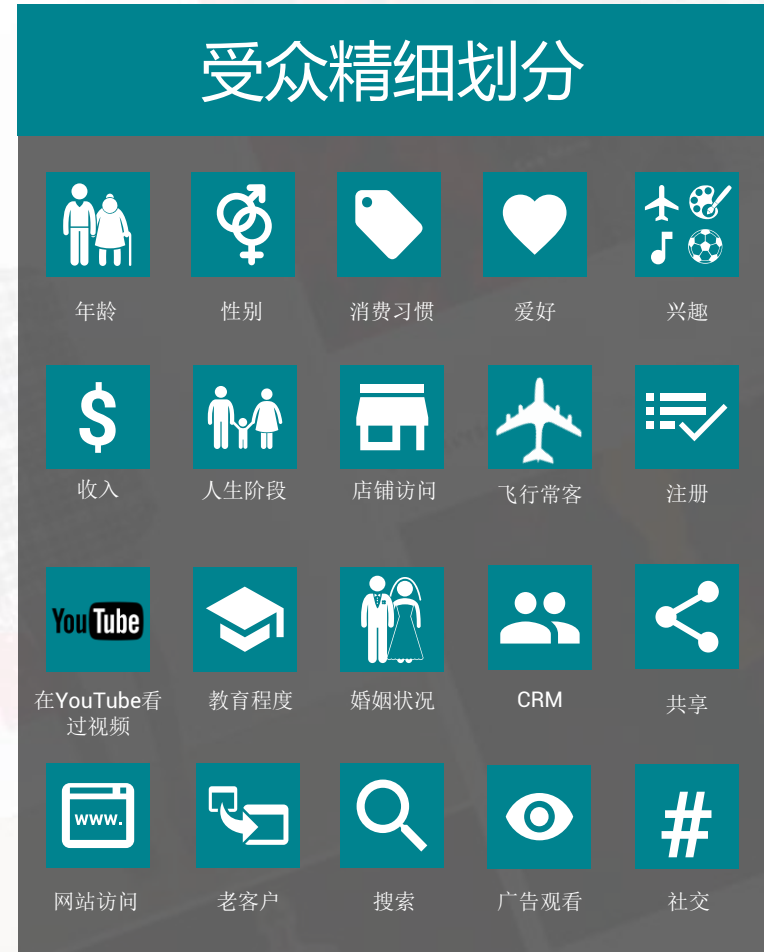 受众精细划分
年龄
性别
消费习惯
爱好
兴趣
$
收入
人生阶段
店铺访问
飞行常客
注册
YouTube
在YouTube看
过视频
教育程度
婚姻状况
CRM
共享
www.
#
网站访问
老客户
搜索
广告观看
社交